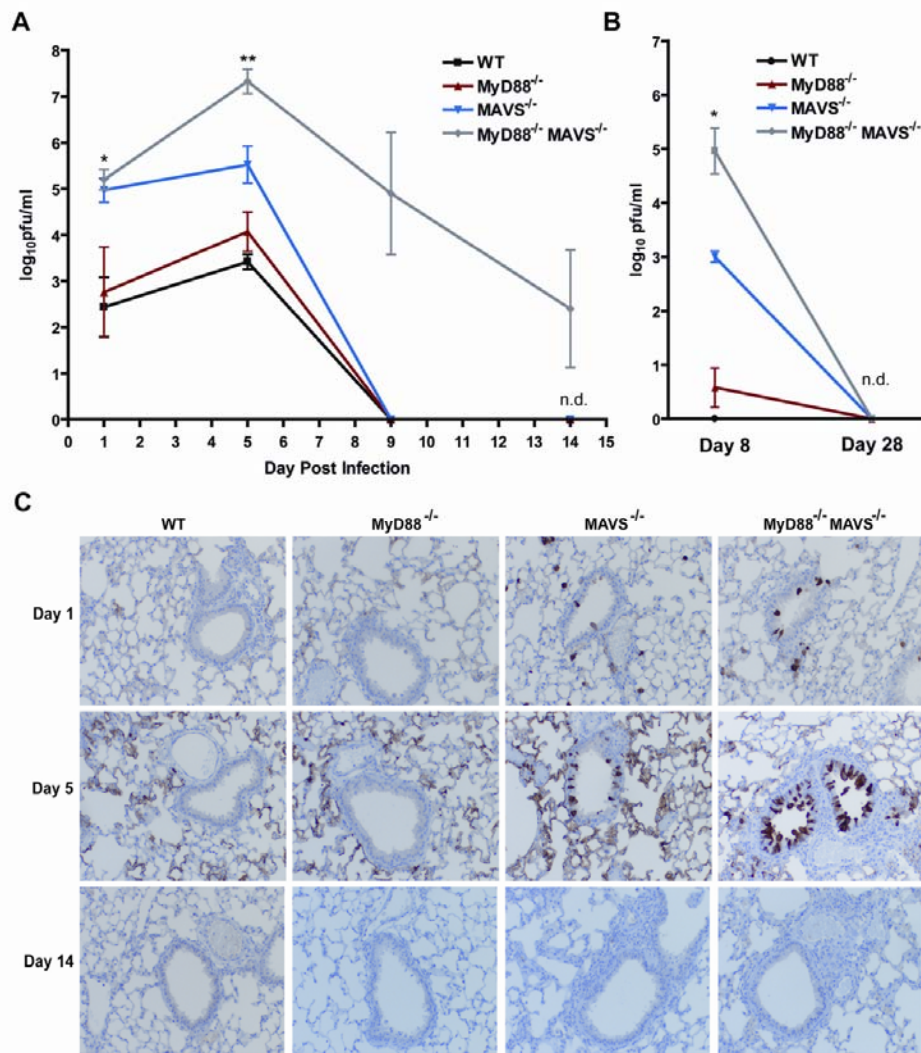 A
8
7
6
5
4
3
2
1
0
log₁₀pfu/ml
0 1 2 3 4 5 6 7 8 9 10 11 12 13 14 15
Day Post Infection
*
**
n.d.
WT
MyD88⁻/⁻
MAVS⁻/⁻
MyD88⁻/⁻ MAVS⁻/⁻
B
7
6
5
4
3
2
1
0
log₁₀ pfu/ml
WT
MyD88⁻/⁻
MAVS⁻/⁻
MyD88⁻/⁻ MAVS⁻/⁻
*
n.d.
Day 8 Day 28
C
WT MyD88⁻/⁻ MAVS⁻/⁻ MyD88⁻/⁻ MAVS⁻/⁻
Day 1
Day 5
Day 14